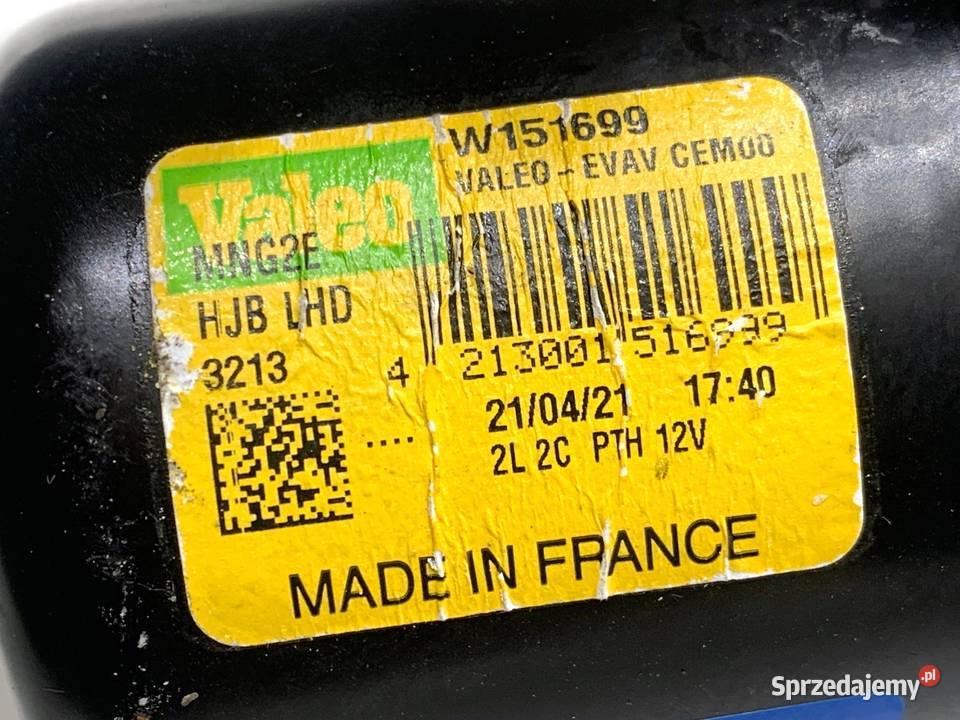 W151699
VALEO - EVAV CEM00
Valeo
MNG2E
HJB LHD
3213
4 213001 516999
21/04/21 17:40
.... 2L 2C PTH 12V
MADE IN FRANCE
Sprzedajemy.pl